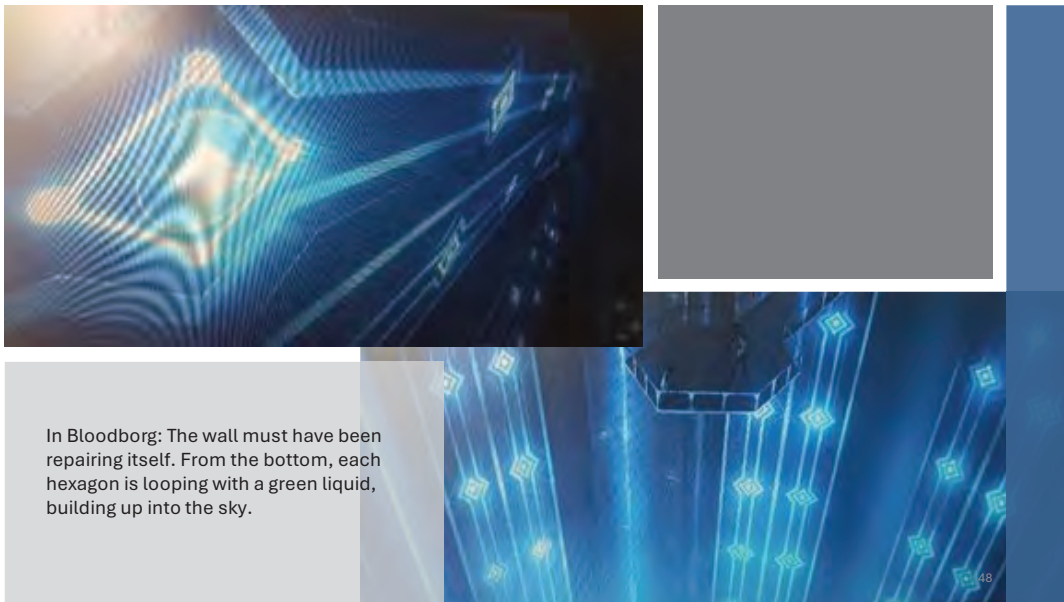 In Bloodborg: The wall must have been
repairing itself. From the bottom, each
hexagon is looping with a green liquid,
building up into the sky.
48